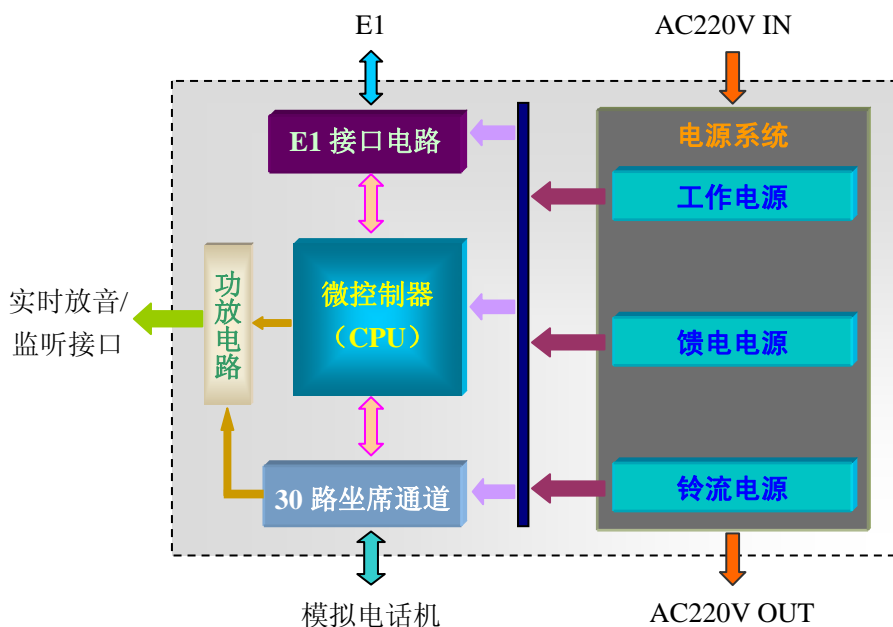 E1
AC220V IN
E1 接口电路
电源系统
工作电源
功放电路
微控制器
（CPU）
实时放音/
监听接口
馈电电源
30 路坐席通道
铃流电源
模拟电话机
AC220V OUT